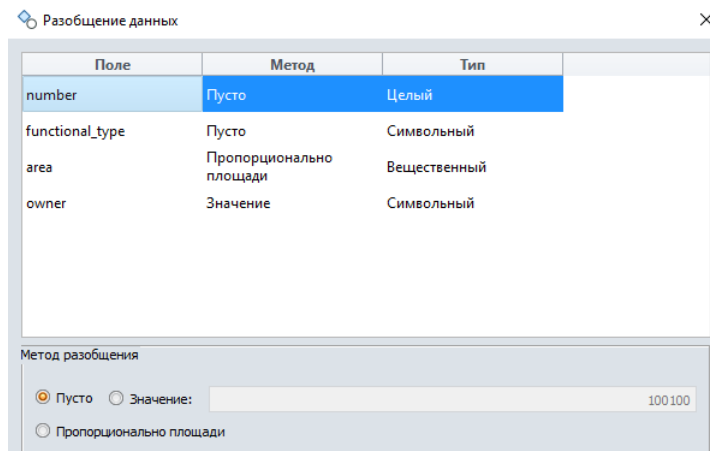 Разобщение данных
Поле Метод Тип
number Пусто Целый
functional_type Пусто Символьный
area Пропорционально площади Вещественный
owner Значение Символьный
Метод разобщения
Пусто Значение: 100100
Пропорционально площади